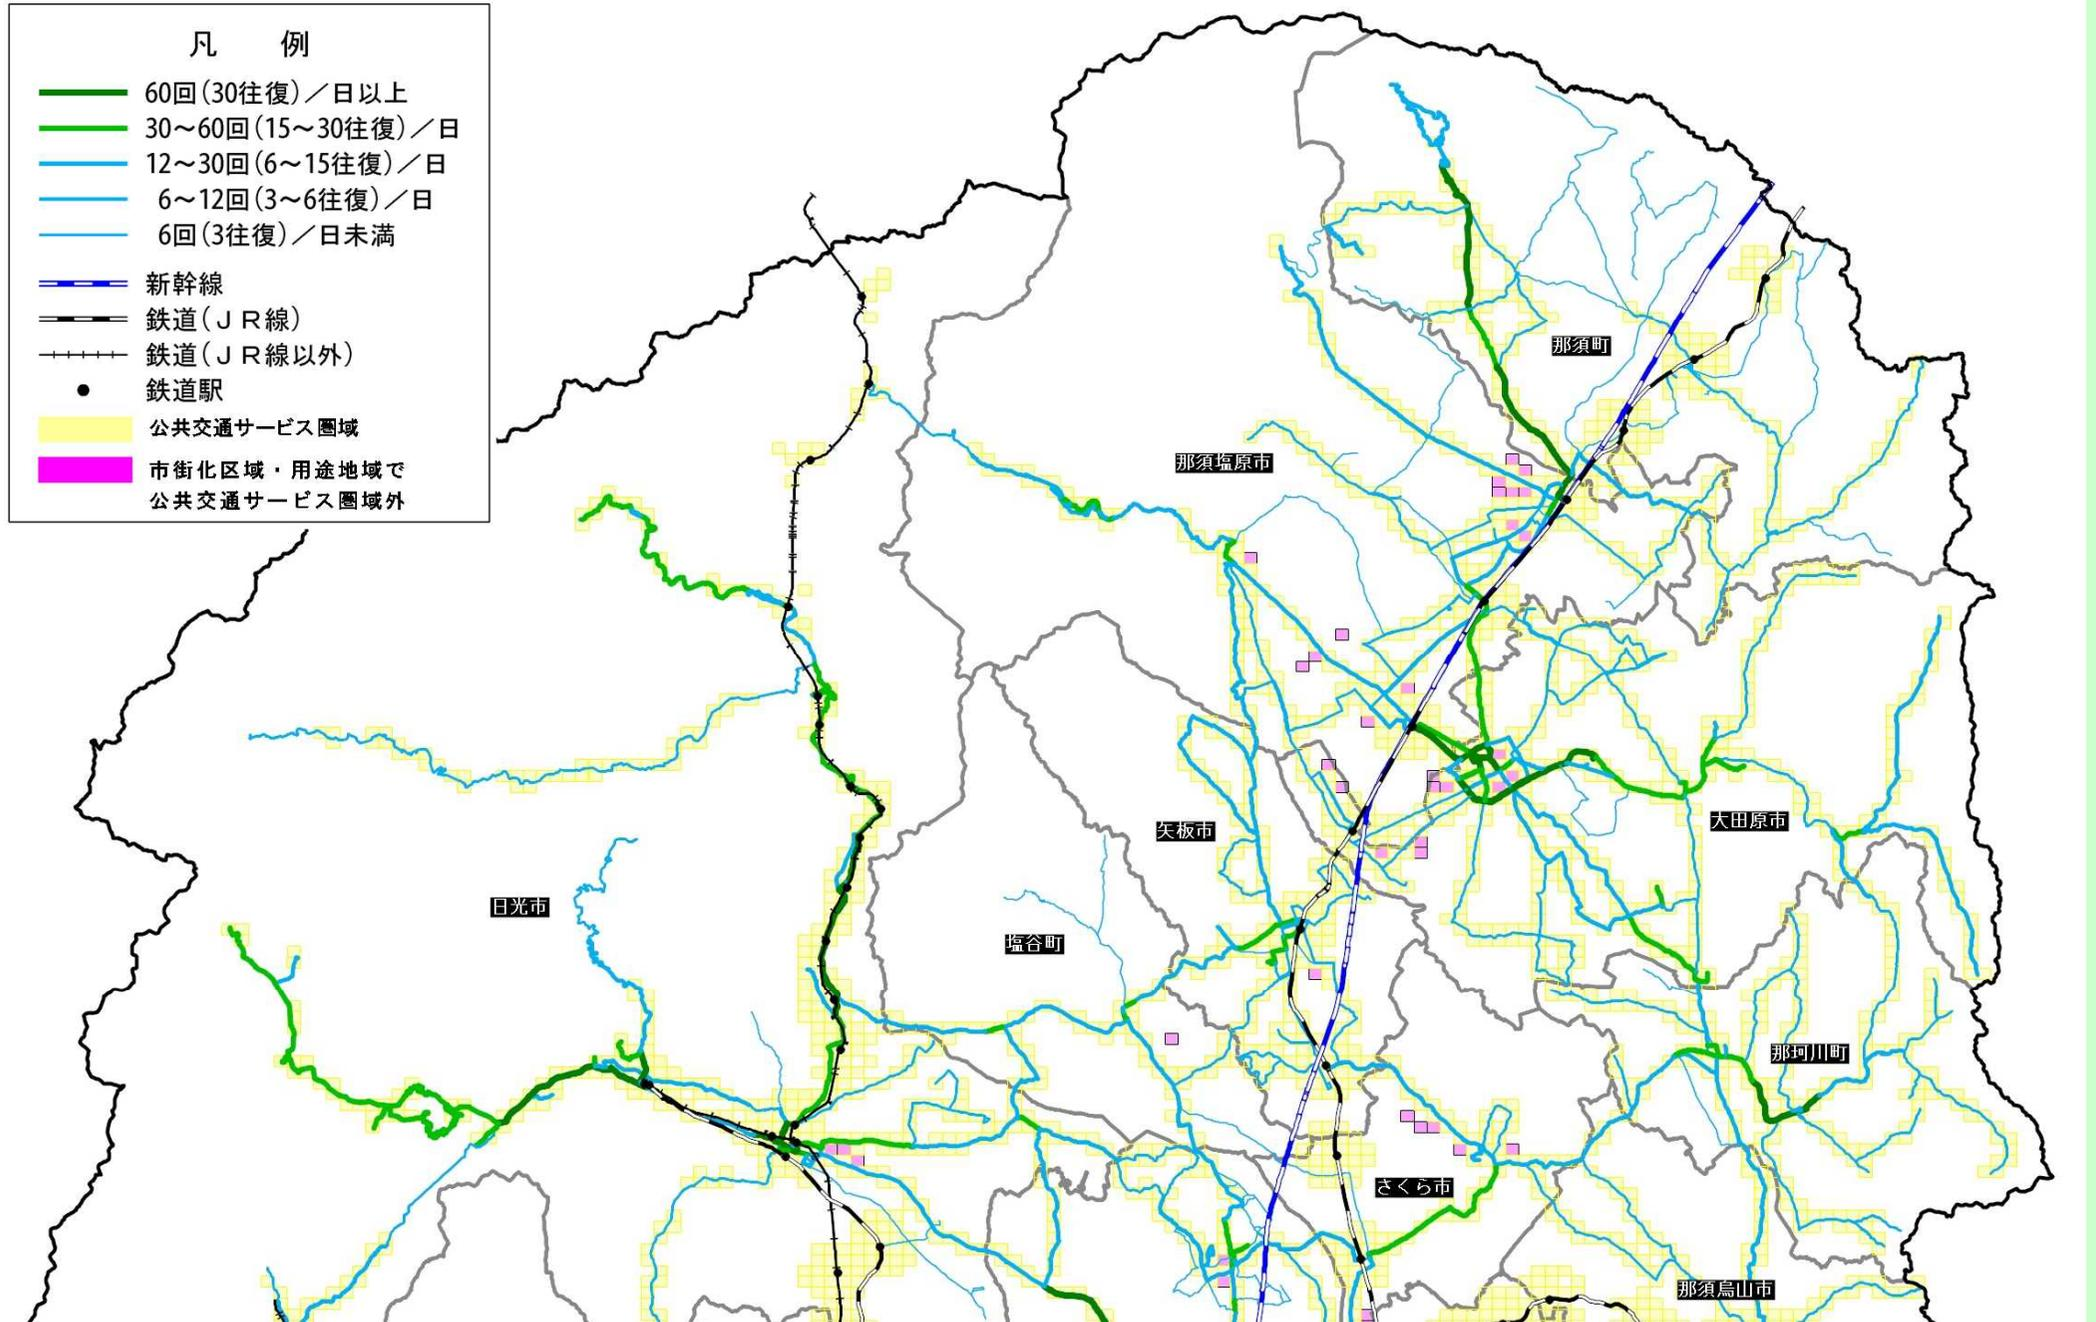 凡　例
60回(30往復)／日以上
30～60回(15～30往復)／日
12～30回(6～15往復)／日
6～12回(3～6往復)／日
6回(3往復)／日未満
新幹線
鉄道(ＪＲ線)
鉄道(ＪＲ線以外)
鉄道駅
公共交通サービス圏域
市街化区域・用途地域で
公共交通サービス圏域外
那須町
那須塩原市
大田原市
矢板市
日光市
塩谷町
那珂川町
さくら市
那須烏山市